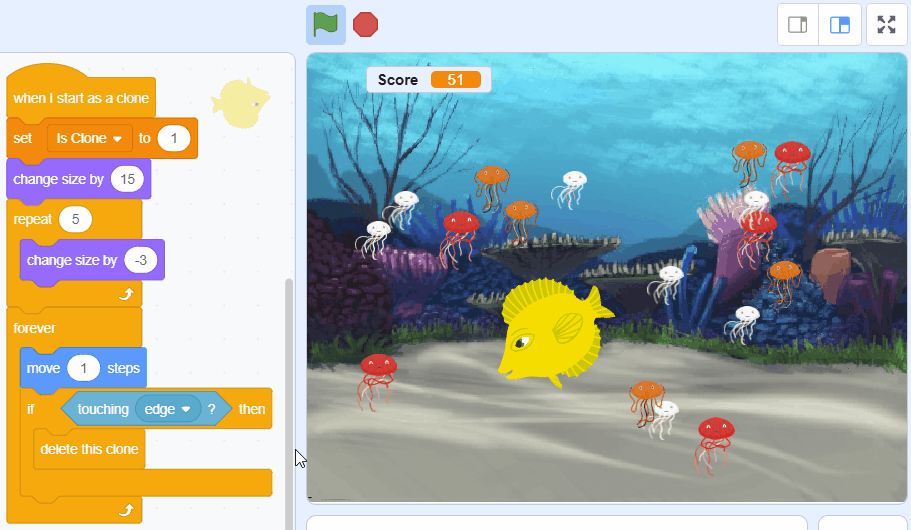 when I start as a clone
set Is Clone to 1
change size by 15
repeat 5
change size by -3
forever
move 1 steps
if touching edge ? then
delete this clone
Score 51